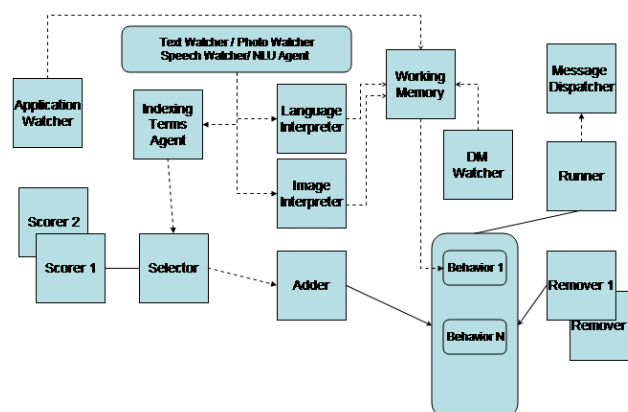 Text Watcher / Photo Watcher
Speech Watcher/ NLU Agent
Application
Watcher
Indexing
Terms
Agent
Language
Interpreter
Working
Memory
Message
Dispatcher
Image
Interpreter
DM
Watcher
Runner
Scorer 2
Scorer 1
Selector
Adder
Behavior 1
Behavior N
Remover 1
Remover